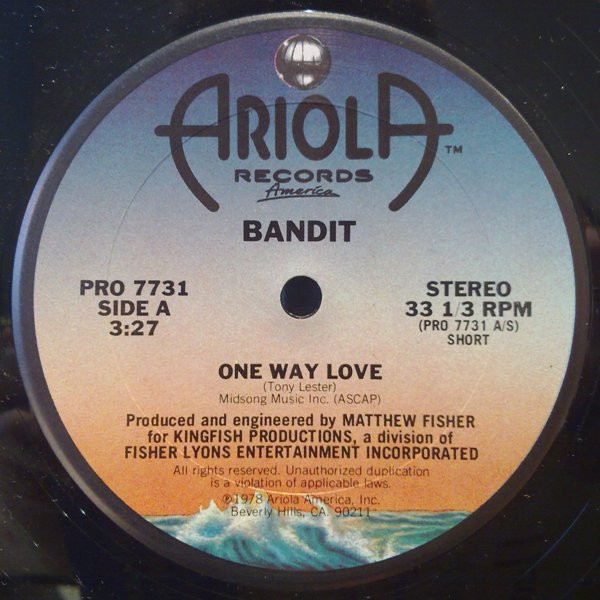 ARIOLA TM
RECORDS
America
BANDIT
PRO 7731
SIDE A
3:27
STEREO
33 1/3 RPM
(PRO 7731 A/S)
SHORT
ONE WAY LOVE
(Tony Lester)
Midsong Music Inc. (ASCAP)
Produced and engineered by MATTHEW FISHER
for KINGFISH PRODUCTIONS, a division of
FISHER LYONS ENTERTAINMENT INCORPORATED
All rights reserved. Unauthorized duplication
is a violation of applicable laws.
℗1978 Ariola America, Inc.
Beverly Hills, CA. 90211